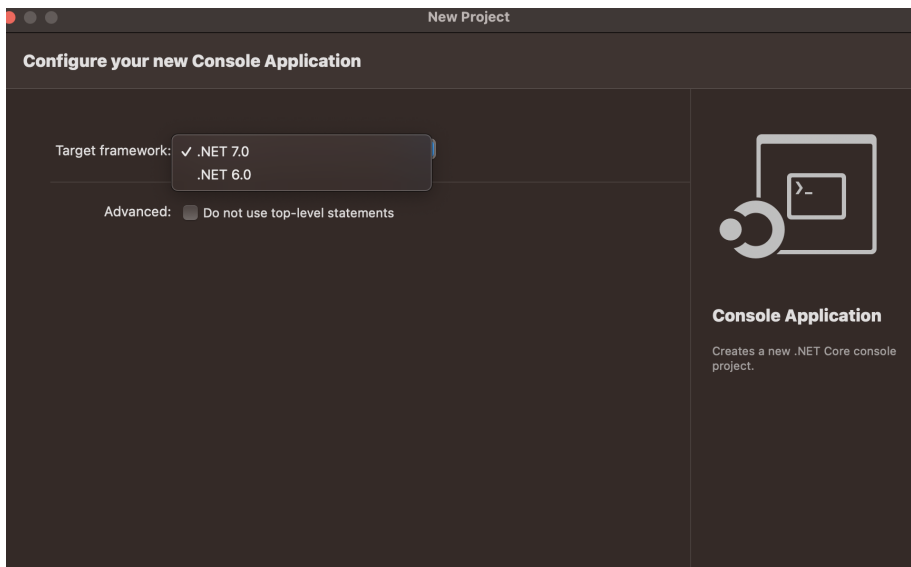 New Project
Configure your new Console Application
Target framework:
✓ .NET 7.0
.NET 6.0
Advanced:
Do not use top-level statements
Console Application
Creates a new .NET Core console
project.